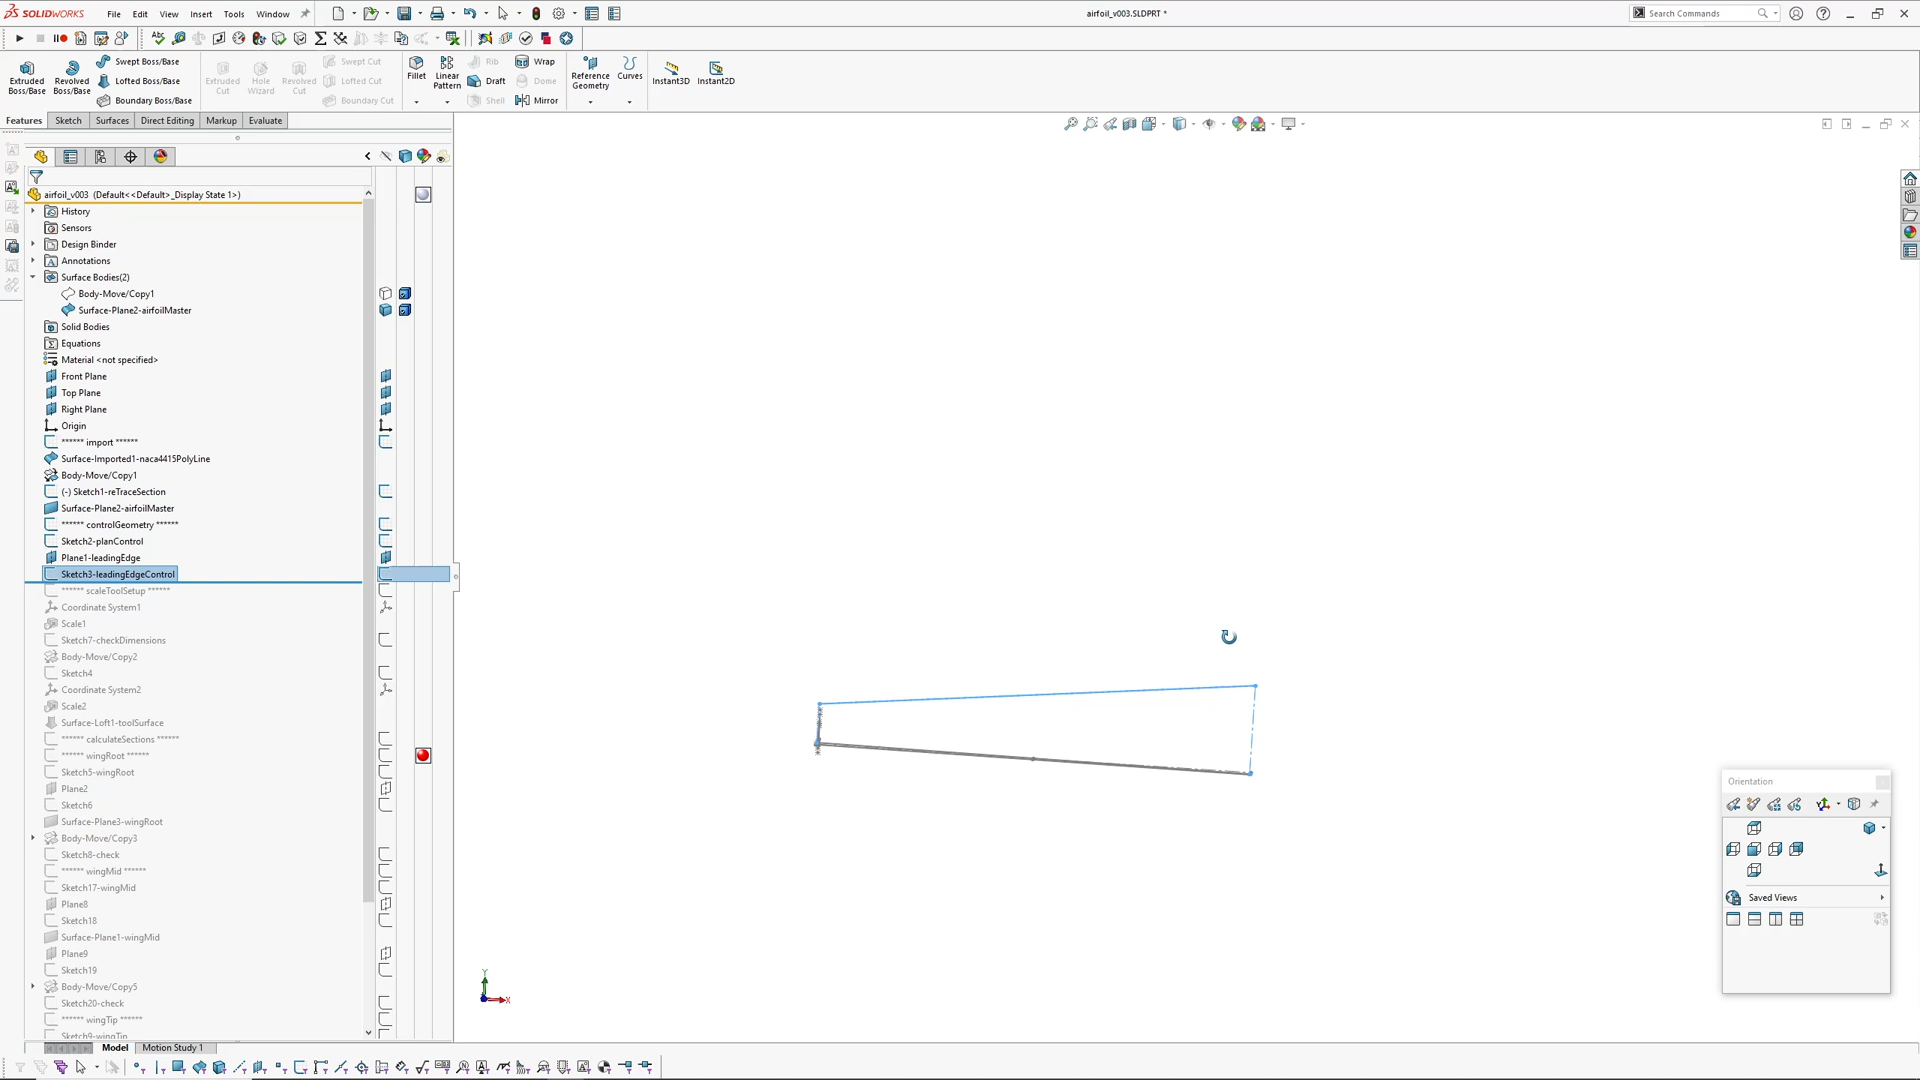 SOLIDWORKS File Edit View Insert Tools Window airfoil_v003.SLDPRT * Search Commands
Extruded Boss/Base
Revolved Boss/Base
Swept Boss/Base
Lofted Boss/Base
Boundary Boss/Base
Extruded Cut
Hole Wizard
Revolved Cut
Swept Cut
Lofted Cut
Boundary Cut
Fillet
Linear Pattern
Rib
Draft
Shell
Wrap
Dome
Mirror
Reference Geometry
Curves
Instant3D
Instant2D
Features Sketch Surfaces Direct Editing Markup Evaluate
airfoil_v003 (Default<<Default>_Display State 1>)
History
Sensors
Design Binder
Annotations
Surface Bodies(2)
Body-Move/Copy1
Surface-Plane2-airfoilMaster
Solid Bodies
Equations
Material <not specified>
Front Plane
Top Plane
Right Plane
Origin
****** import ******
Surface-Imported1-naca4415PolyLine
Body-Move/Copy1
(-) Sketch1-reTraceSection
Surface-Plane2-airfoilMaster
****** controlGeometry ******
Sketch2-planControl
Plane1-leadingEdge
Sketch3-leadingEdgeControl
****** scaleToolSetup ******
Coordinate System1
Scale1
Sketch7-checkDimensions
Body-Move/Copy2
Sketch4
Coordinate System2
Scale2
Surface-Loft1-toolSurface
****** calculateSections ******
****** wingRoot ******
Sketch5-wingRoot
Plane2
Sketch6
Surface-Plane3-wingRoot
Body-Move/Copy3
Sketch8-check
****** wingMid ******
Sketch17-wingMid
Plane8
Sketch18
Surface-Plane1-wingMid
Plane9
Sketch19
Body-Move/Copy5
Sketch20-check
****** wingTip ******
Sketch9-wingTip
Model Motion Study 1
Y
X
Orientation
Saved Views